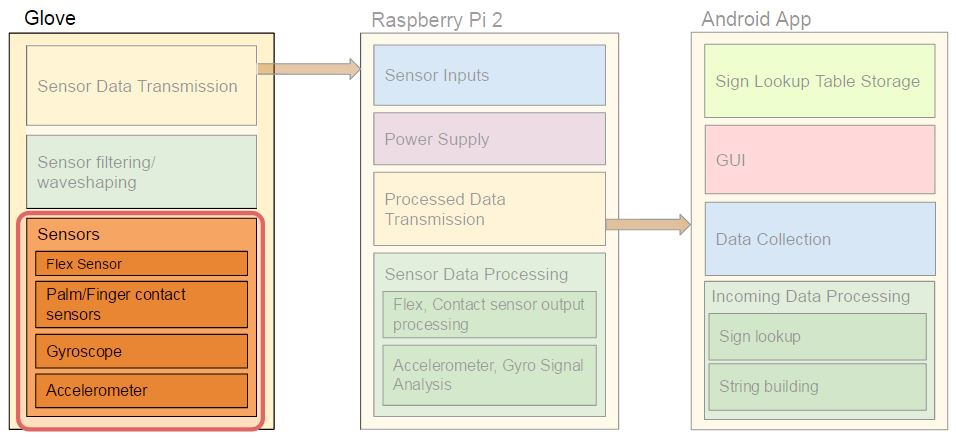 Glove
Sensor Data Transmission
Sensor filtering/
waveshaping
Sensors
Flex Sensor
Palm/Finger contact
sensors
Gyroscope
Accelerometer
Raspberry Pi 2
Sensor Inputs
Power Supply
Processed Data
Transmission
Sensor Data Processing
Flex, Contact sensor output
processing
Accelerometer, Gyro Signal
Analysis
Android App
Sign Lookup Table Storage
GUI
Data Collection
Incoming Data Processing
Sign lookup
String building